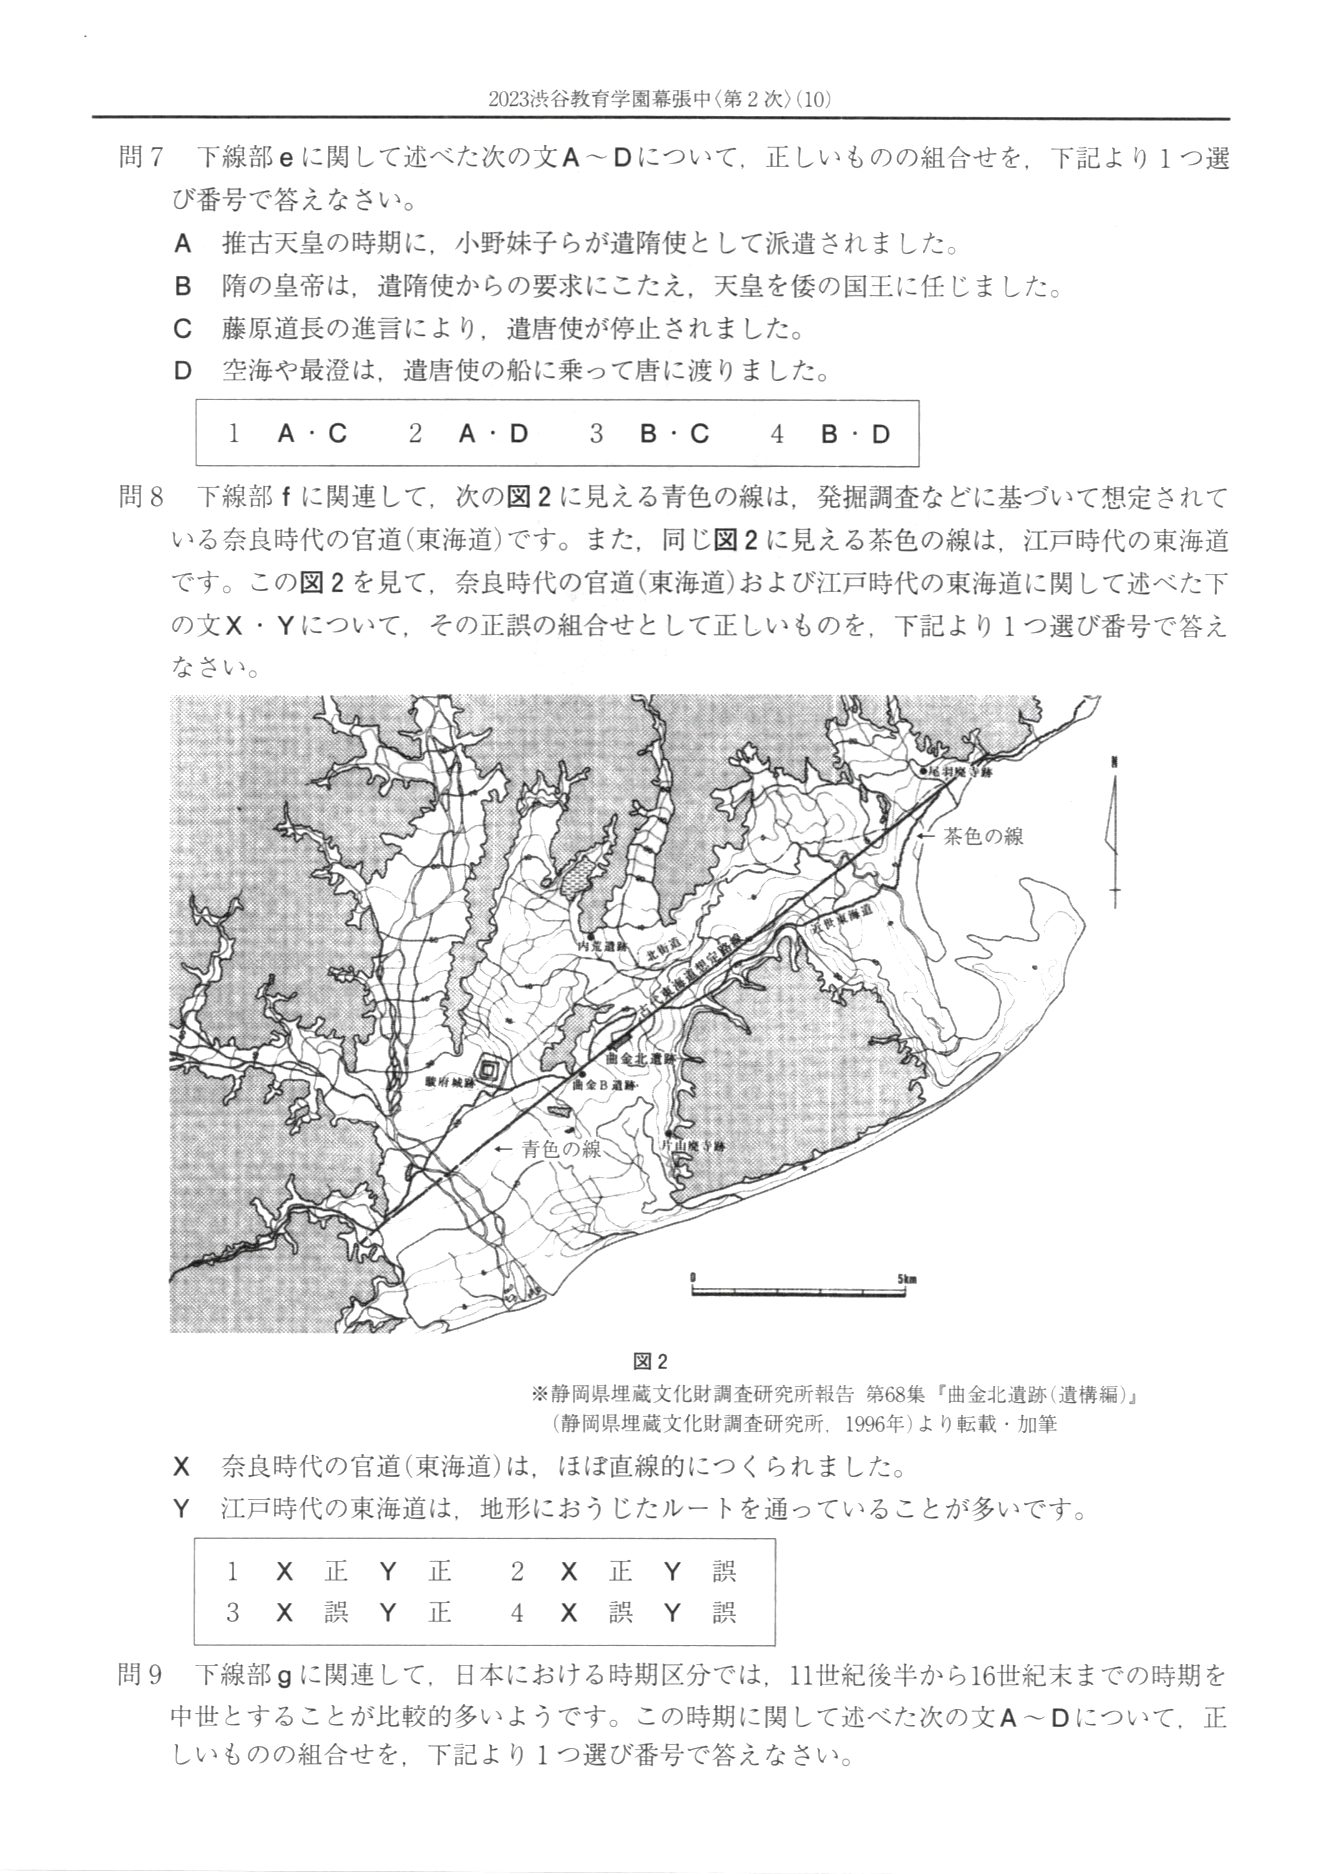 2023渋谷教育学園幕張中〈第2次〉(10)
問7 下線部eに関して述べた次の文A～Dについて，正しいものの組合せを，下記より1つ選
び番号で答えなさい。
A 推古天皇の時期に，小野妹子らが遣隋使として派遣されました。
B 隋の皇帝は，遣隋使からの要求にこたえ，天皇を倭の国王に任じました。
C 藤原道長の進言により，遣唐使が停止されました。
D 空海や最澄は，遣唐使の船に乗って唐に渡りました。
1 A・C 2 A・D 3 B・C 4 B・D
問8 下線部fに関連して，次の図2に見える青色の線は，発掘調査などに基づいて想定されて
いる奈良時代の官道(東海道)です。また，同じ図2に見える茶色の線は，江戸時代の東海道
です。この図2を見て，奈良時代の官道(東海道)および江戸時代の東海道に関して述べた下
の文X・Yについて，その正誤の組合せとして正しいものを，下記より1つ選び番号で答え
なさい。
尾羽廃寺跡
N
← 茶色の線
近世東海道
内荒遺跡
北街道
古代東海道想定路線
曲金北遺跡
駿府城跡
曲金B遺跡
← 青色の線
片山廃寺跡
0 5km
図2
※静岡県埋蔵文化財調査研究所報告 第68集『曲金北遺跡(遺構編)』
(静岡県埋蔵文化財調査研究所，1996年)より転載・加筆
X 奈良時代の官道(東海道)は，ほぼ直線的につくられました。
Y 江戸時代の東海道は，地形におうじたルートを通っていることが多いです。
1 X 正 Y 正 2 X 正 Y 誤
3 X 誤 Y 正 4 X 誤 Y 誤
問9 下線部gに関連して，日本における時期区分では，11世紀後半から16世紀末までの時期を
中世とすることが比較的多いようです。この時期に関して述べた次の文A～Dについて，正
しいものの組合せを，下記より1つ選び番号で答えなさい。